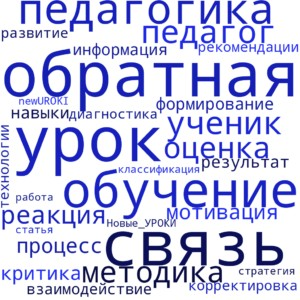 педагогика
развитие педагог
информация рекомендации
обратная
newUROKI формирование
навыки диагностика ученик
урок оценка
технологии
классификация результат
обучение
работа
реакция мотивация
статья Новые_УРОКИ
процесс связь
критика методика стратегия
взаимодействие корректировка